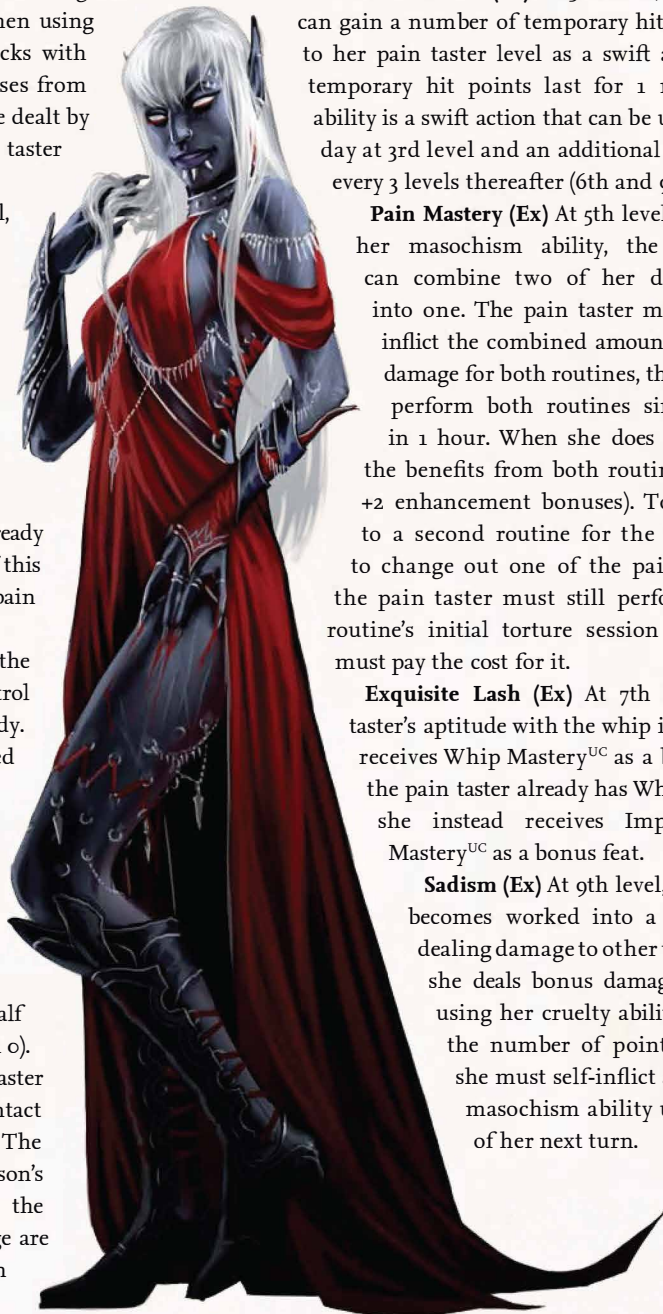 hen using
cks with
ses from
e dealt by
taster
l,
eady
this
pain
the
trol
dy.
ed
alf
0).
aster
ntact
The
son's
the
ge are
can gain a number of temporary hit
to her pain taster level as a swift a
temporary hit points last for 1 
ability is a swift action that can be u
day at 3rd level and an additional
every 3 levels thereafter (6th and 9
Pain Mastery (Ex) At 5th level
her masochism ability, the
can combine two of her d
into one. The pain taster m
inflict the combined amoun
damage for both routines, th
perform both routines si
in 1 hour. When she does
the benefits from both routin
+2 enhancement bonuses). To
to a second routine for the
to change out one of the pai
the pain taster must still perfo
routine's initial torture session
must pay the cost for it.
Exquisite Lash (Ex) At 7th
taster's aptitude with the whip i
receives Whip Mastery^UC as a b
the pain taster already has Wh
she instead receives Imp
Mastery^UC as a bonus feat.
Sadism (Ex) At 9th level,
becomes worked into a
dealing damage to other
she deals bonus damag
using her cruelty abili
the number of point
she must self-inflict
masochism ability u
of her next turn.